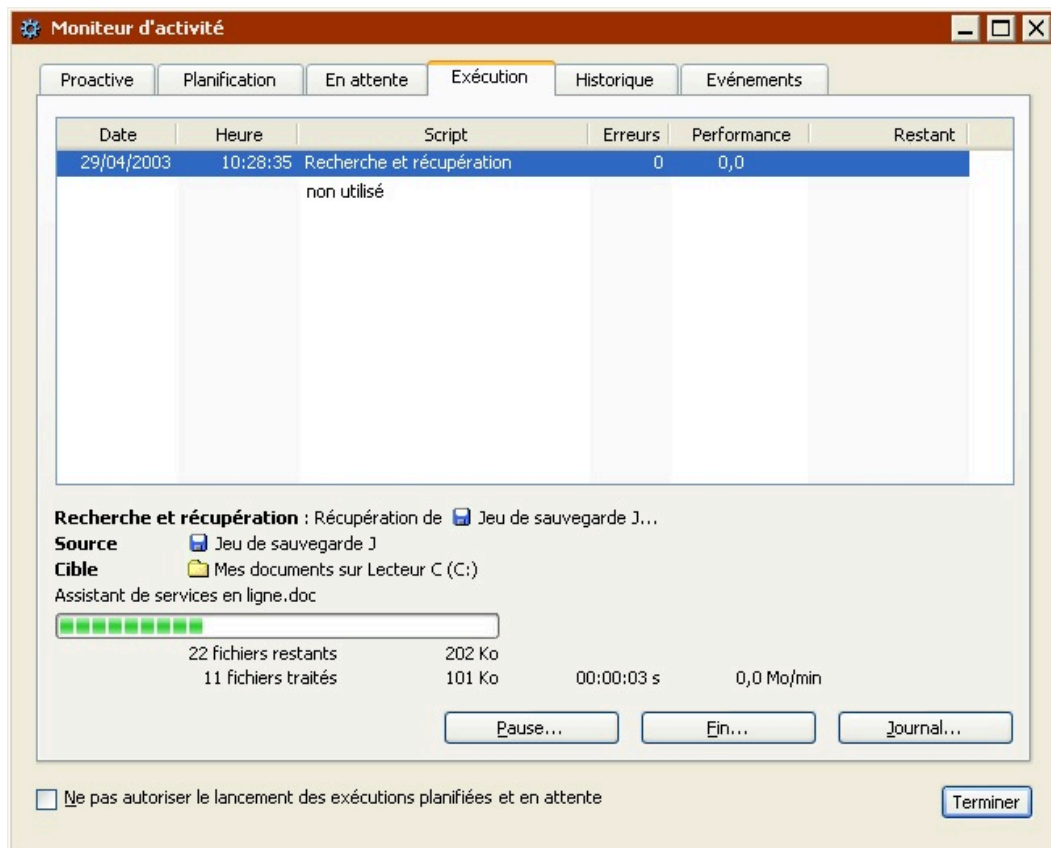 Moniteur d'activité
Proactive Planification En attente Exécution Historique Evénements
Date Heure Script Erreurs Performance Restant
29/04/2003 10:28:35 Recherche et récupération 0 0,0
non utilisé
Recherche et récupération : Récupération de Jeu de sauvegarde J...
Source Jeu de sauvegarde J
Cible Mes documents sur Lecteur C (C:)
Assistant de services en ligne.doc
22 fichiers restants 202 Ko
11 fichiers traités 101 Ko 00:00:03 s 0,0 Mo/min
Pause... Fin... Journal...
Ne pas autoriser le lancement des exécutions planifiées et en attente
Terminer